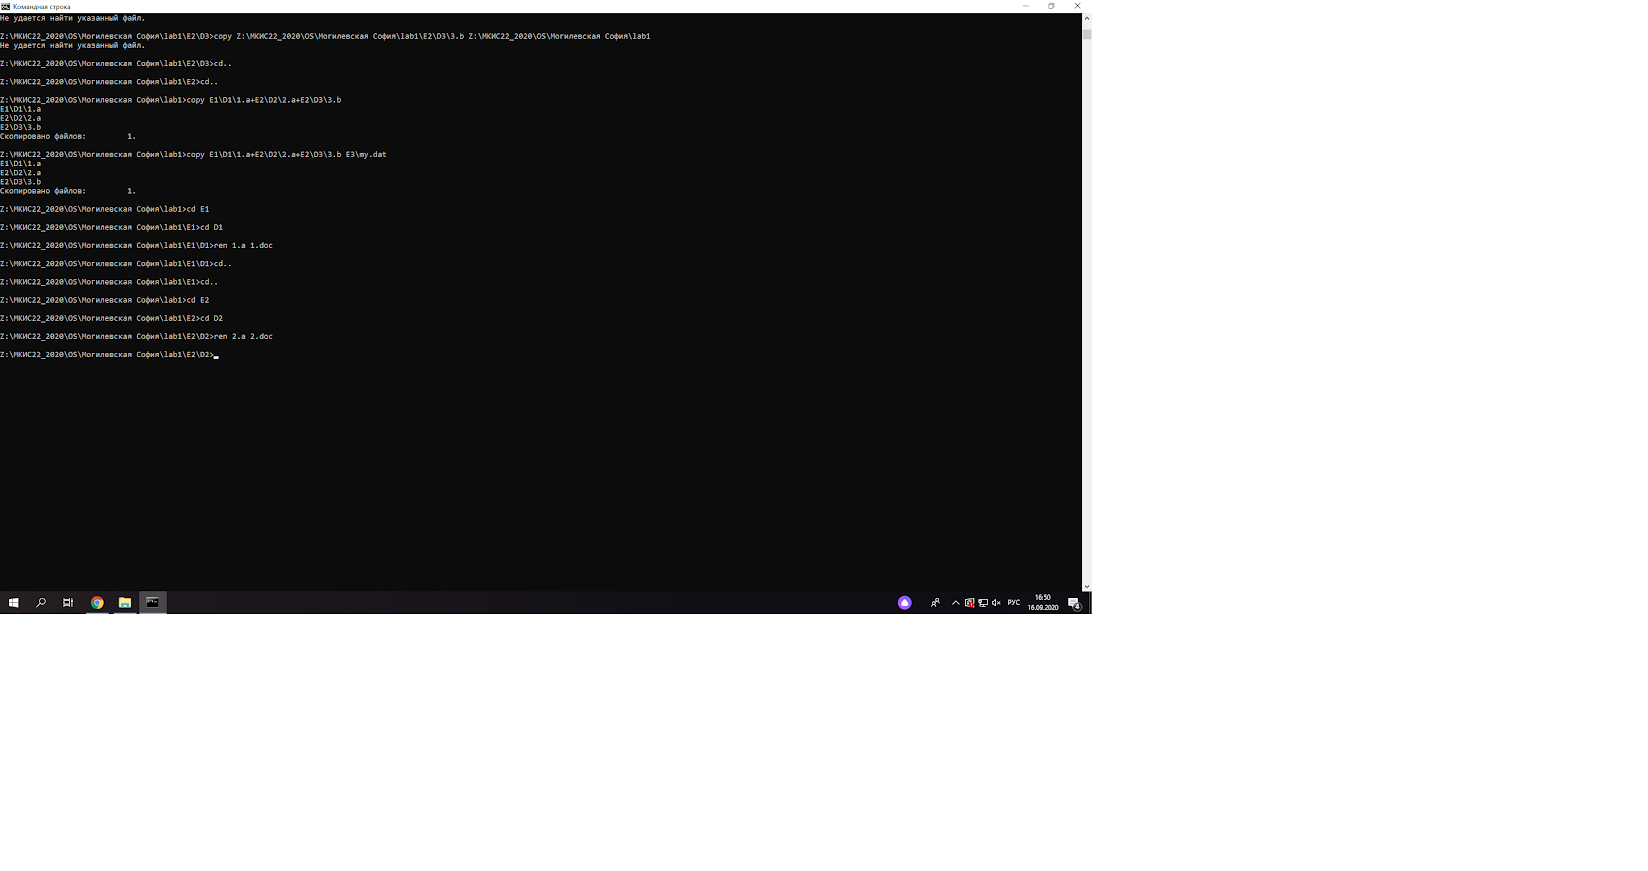 Командная строка
Не удается найти указанный файл.
Z:\МКИС22_2020\OS\Могилевская София\lab1\E2\D3>copy Z:\МКИС22_2020\OS\Могилевская София\lab1\E2\D3\3.b Z:\МКИС22_2020\OS\Могилевская София\lab1
Не удается найти указанный файл.
Z:\МКИС22_2020\OS\Могилевская София\lab1\E2\D3>cd..
Z:\МКИС22_2020\OS\Могилевская София\lab1\E2>cd..
Z:\МКИС22_2020\OS\Могилевская София\lab1>copy E1\D1\1.a+E2\D2\2.a+E2\D3\3.b
E1\D1\1.a
E2\D2\2.a
E2\D3\3.b
Скопировано файлов:         1.
Z:\МКИС22_2020\OS\Могилевская София\lab1>copy E1\D1\1.a+E2\D2\2.a+E2\D3\3.b E3\my.dat
E1\D1\1.a
E2\D2\2.a
E2\D3\3.b
Скопировано файлов:         1.
Z:\МКИС22_2020\OS\Могилевская София\lab1>cd E1
Z:\МКИС22_2020\OS\Могилевская София\lab1\E1>cd D1
Z:\МКИС22_2020\OS\Могилевская София\lab1\E1\D1>ren 1.a 1.doc
Z:\МКИС22_2020\OS\Могилевская София\lab1\E1\D1>cd..
Z:\МКИС22_2020\OS\Могилевская София\lab1\E1>cd..
Z:\МКИС22_2020\OS\Могилевская София\lab1>cd E2
Z:\МКИС22_2020\OS\Могилевская София\lab1\E2>cd D2
Z:\МКИС22_2020\OS\Могилевская София\lab1\E2\D2>ren 2.a 2.doc
Z:\МКИС22_2020\OS\Могилевская София\lab1\E2\D2>
РУС
16:50
16.09.2020
4